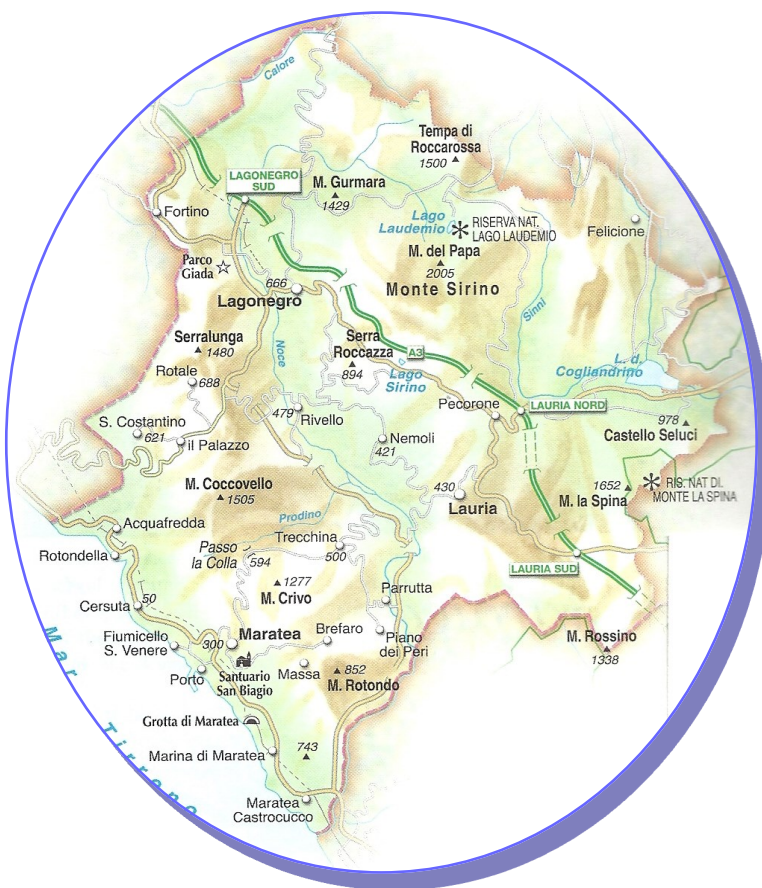 Calore
Tempa di
Roccarossa
1500
LAGONEGRO
SUD
M. Gurmara
1429
Fortino
Lago
Laudemio
RISERVA NAT.
LAGO LAUDEMIO
Felicione
M. del Papa
2005
Parco
Giada
Monte Sirino
666
Lagonegro
Sinni
Serralunga
1480
Noce
Serra
Roccazza
894
A3
Lago
Sirino
L. d.
Cogliandrino
Rotale
688
Pecorone
LAURIA NORD
479
Rivello
S. Costantino
621
il Palazzo
Nemoli
421
978
Castello Seluci
M. Coccovello
1505
430
Lauria
1652
M. la Spina
RIS. NAT DI.
MONTE LA SPINA
Prodino
Acquafredda
Trecchina
500
Passo
la Colla
594
Rotondella
LAURIA SUD
1277
M. Crivo
Parrutta
Cersuta
50
Mar Tirreno
Fiumicello
S. Venere
300
Maratea
Brefaro
Piano
dei Peri
M. Rossino
1338
Porto
Santuario
San Biagio
Massa
852
M. Rotondo
Grotta di Maratea
Marina di Maratea
743
Maratea
Castrocucco